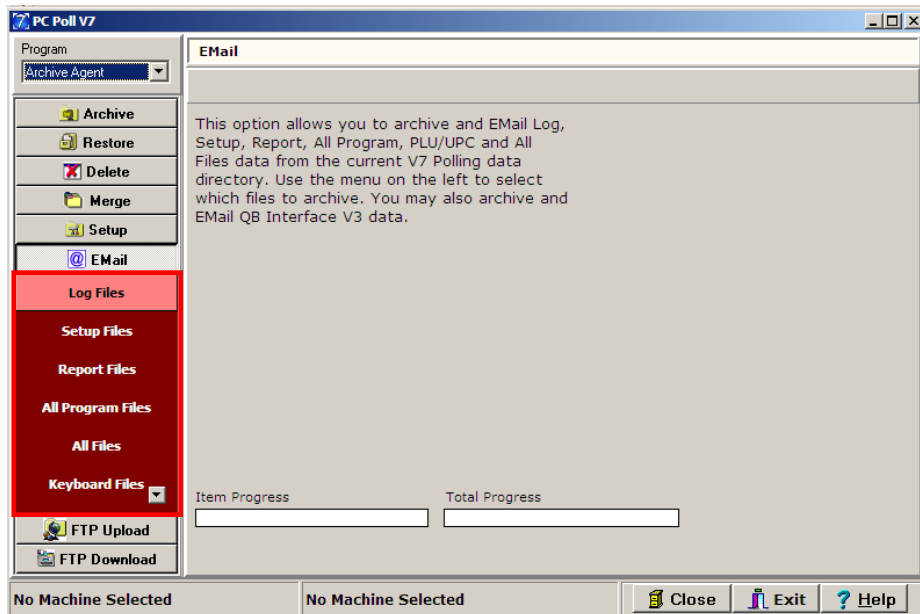 PC Poll V7
Program
Archive Agent
EMail
Archive
Restore
Delete
Merge
Setup
EMail
Log Files
Setup Files
Report Files
All Program Files
All Files
Keyboard Files
FTP Upload
FTP Download
This option allows you to archive and EMail Log,
Setup, Report, All Program, PLU/UPC and All
Files data from the current V7 Polling data
directory. Use the menu on the left to select
which files to archive. You may also archive and
EMail QB Interface V3 data.
Item Progress
Total Progress
No Machine Selected
No Machine Selected
Close
Exit
Help